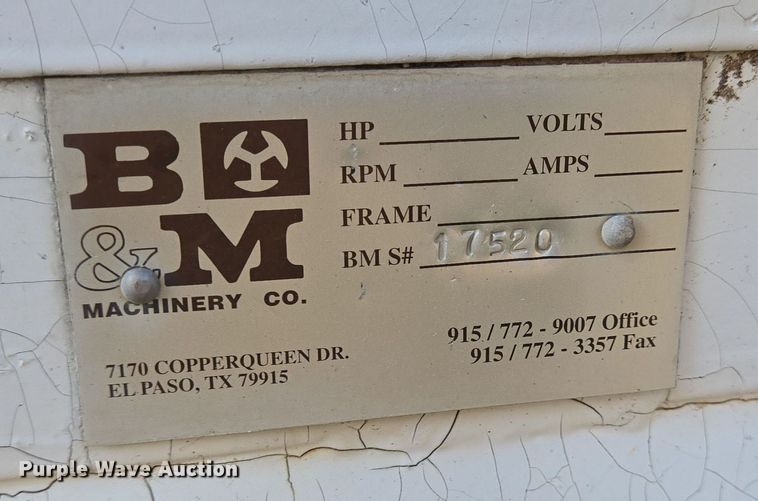 B
& M
MACHINERY CO.
HP VOLTS
RPM AMPS
FRAME
BM S# 17520
915 / 772 - 9007 Office
915 / 772 - 3357 Fax
7170 COPPERQUEEN DR.
EL PASO, TX 79915
Purple Wave Auction